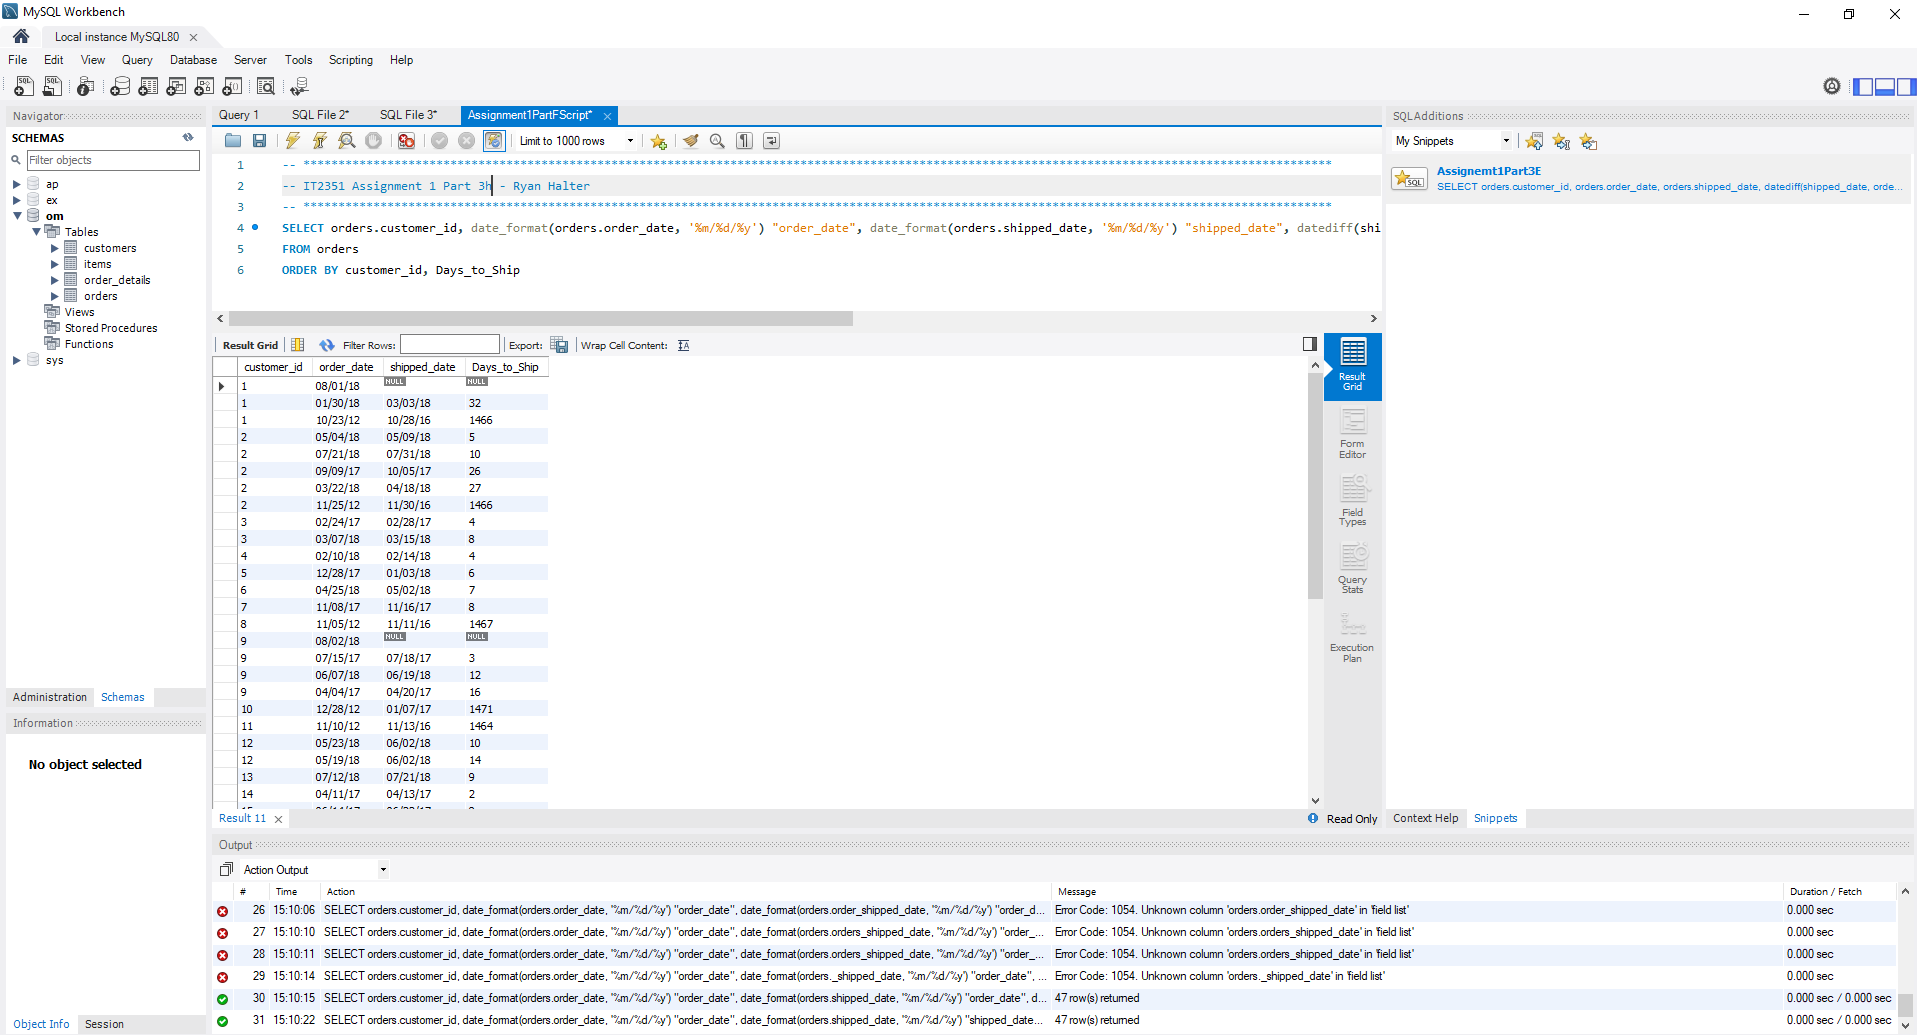 MySQL Workbench
Local instance MySQL80
File Edit View Query Database Server Tools Scripting Help
Navigator
SCHEMAS
Filter objects
ap
ex
om
Tables
customers
items
order_details
orders
Views
Stored Procedures
Functions
sys
Administration Schemas
Information
No object selected
Object Info Session
Query 1 SQL File 2* SQL File 3* Assignment1PartFScript*
Limit to 1000 rows
1 -- ****************************************************************************************************************************************************
2 -- IT2351 Assignment 1 Part 3h - Ryan Halter
3 -- ****************************************************************************************************************************************************
4 SELECT orders.customer_id, date_format(orders.order_date, '%m/%d/%y') "order_date", date_format(orders.shipped_date, '%m/%d/%y') "shipped_date", datediff(shi
5 FROM orders
6 ORDER BY customer_id, Days_to_Ship
Result Grid Filter Rows: Export: Wrap Cell Content:
customer_id order_date shipped_date Days_to_Ship
1 08/01/18 NULL NULL
1 01/30/18 03/03/18 32
1 10/23/12 10/28/16 1466
2 05/04/18 05/09/18 5
2 07/21/18 07/31/18 10
2 09/09/17 10/05/17 26
2 03/22/18 04/18/18 27
2 11/25/12 11/30/16 1466
3 02/24/17 02/28/17 4
3 03/07/18 03/15/18 8
4 02/10/18 02/14/18 4
5 12/28/17 01/03/18 6
6 04/25/18 05/02/18 7
7 11/08/17 11/16/17 8
8 11/05/12 11/11/16 1467
9 08/02/18 NULL NULL
9 07/15/17 07/18/17 3
9 06/07/18 06/19/18 12
9 04/04/17 04/20/17 16
10 12/28/12 01/07/17 1471
11 11/10/12 11/13/16 1464
12 05/23/18 06/02/18 10
12 05/19/18 06/02/18 14
13 07/12/18 07/21/18 9
14 04/11/17 04/13/17 2
Result Grid
Form Editor
Field Types
Query Stats
Execution Plan
Result 11
Read Only
SQLAdditions
My Snippets
SQL
Assignemt1Part3E
SELECT orders.customer_id, orders.order_date, orders.shipped_date, datediff(shipped_date, orde...
Context Help Snippets
Output
Action Output
# Time Action Message Duration / Fetch
26 15:10:06 SELECT orders.customer_id, date_format(orders.order_date, '%m/%d/%y') "order_date", date_format(orders.order_shipped_date, '%m/%d/%y') "order_d... Error Code: 1054. Unknown column 'orders.order_shipped_date' in 'field list' 0.000 sec
27 15:10:10 SELECT orders.customer_id, date_format(orders.order_date, '%m/%d/%y') "order_date", date_format(orders.orders_shipped_date, '%m/%d/%y') "order_... Error Code: 1054. Unknown column 'orders.orders_shipped_date' in 'field list' 0.000 sec
28 15:10:11 SELECT orders.customer_id, date_format(orders.order_date, '%m/%d/%y') "order_date", date_format(orders.orders_shipped_date, '%m/%d/%y') "order_... Error Code: 1054. Unknown column 'orders.orders_shipped_date' in 'field list' 0.000 sec
29 15:10:14 SELECT orders.customer_id, date_format(orders.order_date, '%m/%d/%y') "order_date", date_format(orders._shipped_date, '%m/%d/%y') "order_date", ... Error Code: 1054. Unknown column 'orders._shipped_date' in 'field list' 0.000 sec
30 15:10:15 SELECT orders.customer_id, date_format(orders.order_date, '%m/%d/%y') "order_date", date_format(orders.shipped_date, '%m/%d/%y') "order_date", d... 47 row(s) returned 0.000 sec / 0.000 sec
31 15:10:22 SELECT orders.customer_id, date_format(orders.order_date, '%m/%d/%y') "order_date", date_format(orders.shipped_date, '%m/%d/%y') "shipped_date... 47 row(s) returned 0.000 sec / 0.000 sec